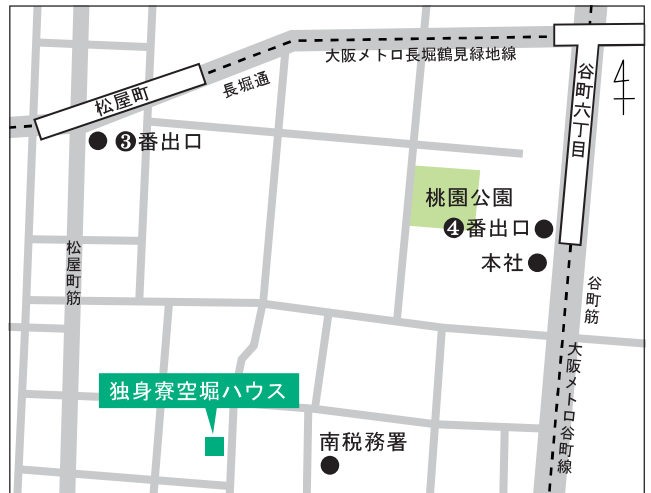 大阪メトロ長堀鶴見緑地線
長堀通
松屋町
谷町六丁目
❸番出口
桃園公園
❹番出口
本社
松屋町筋
谷町筋
大阪メトロ谷町線
独身寮空堀ハウス
南税務署